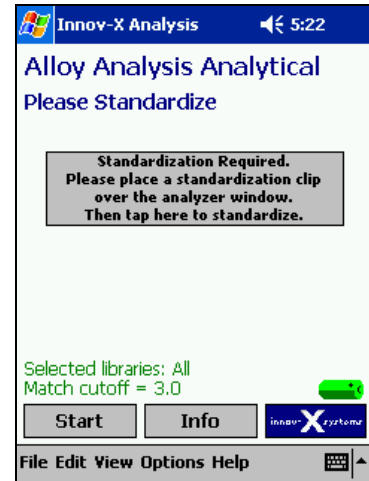 Innov-X Analysis 5:22
Alloy Analysis Analytical
Please Standardize
Standardization Required.
Please place a standardization clip
over the analyzer window.
Then tap here to standardize.
Selected libraries: All
Match cutoff = 3.0
Start Info innov-X systems
File Edit View Options Help